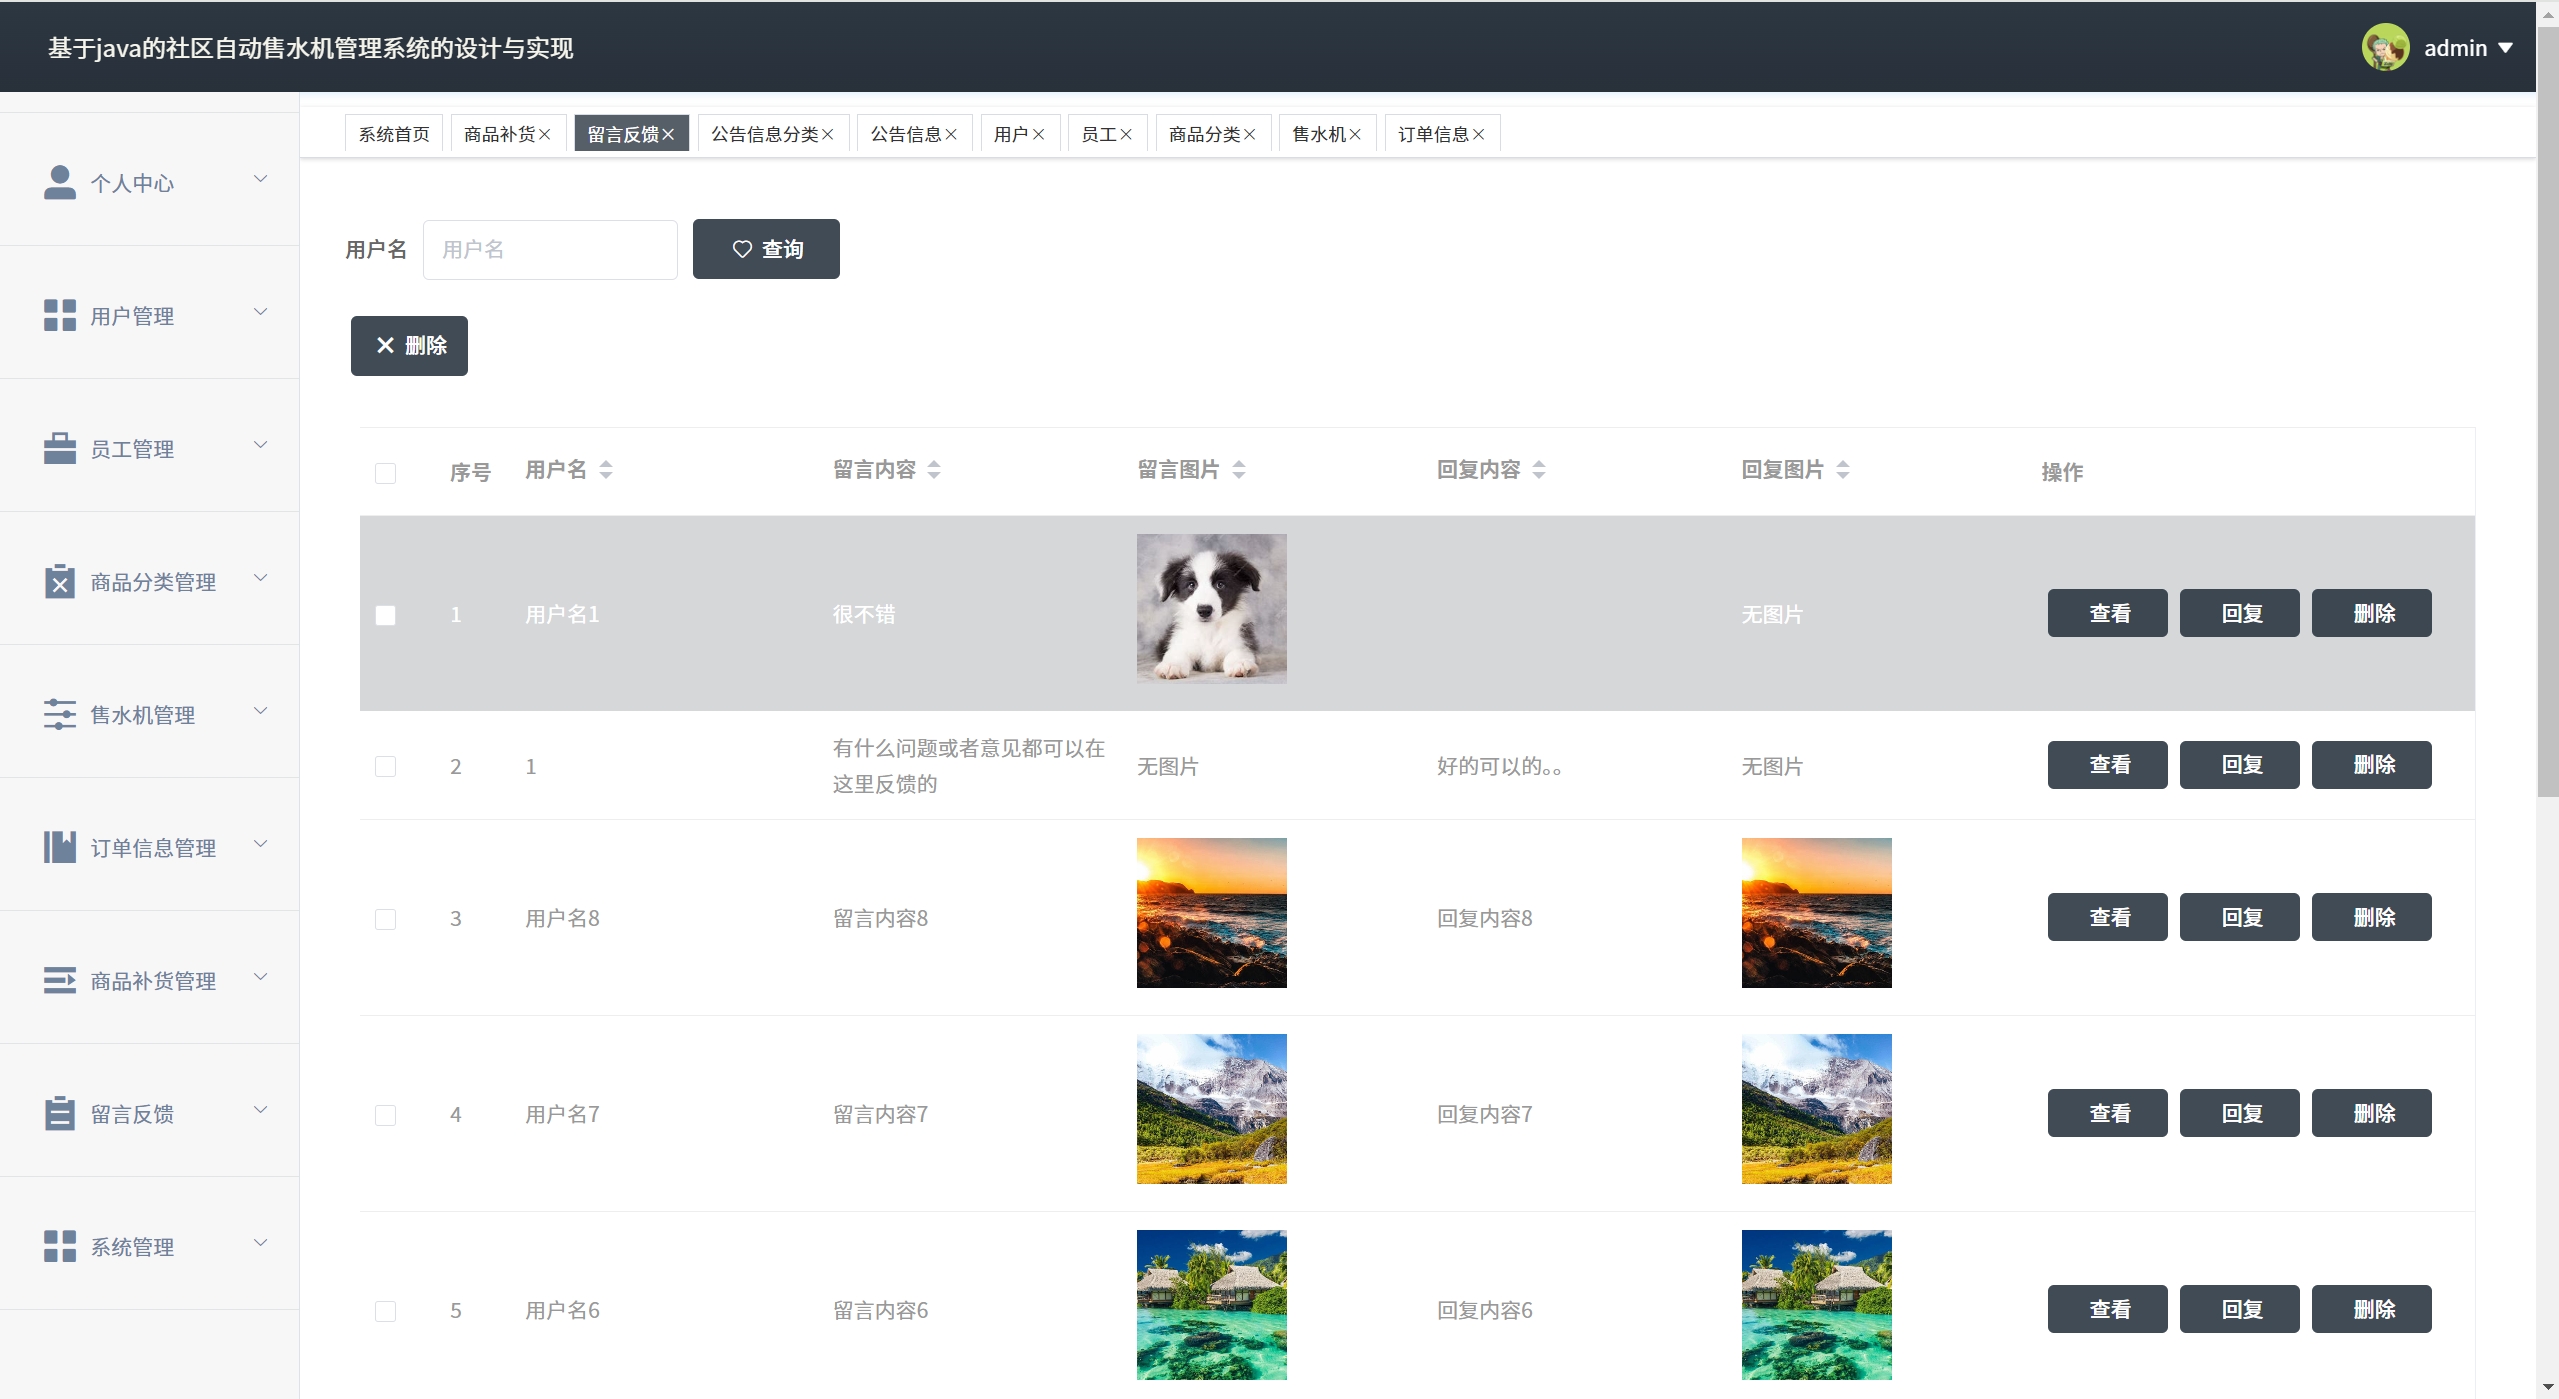 基于java的社区自动售水机管理系统的设计与实现
admin
系统首页 商品补货 留言反馈 公告信息分类 公告信息 用户 员工 商品分类 售水机 订单信息
个人中心
用户管理
员工管理
商品分类管理
售水机管理
订单信息管理
商品补货管理
留言反馈
系统管理
用户名 用户名 查询
删除
序号 用户名 留言内容 留言图片 回复内容 回复图片 操作
1 用户名1 很不错 无图片 查看 回复 删除
2 1 有什么问题或者意见都可以在
这里反馈的 无图片 好的可以的。。 无图片 查看 回复 删除
3 用户名8 留言内容8 回复内容8 查看 回复 删除
4 用户名7 留言内容7 回复内容7 查看 回复 删除
5 用户名6 留言内容6 回复内容6 查看 回复 删除